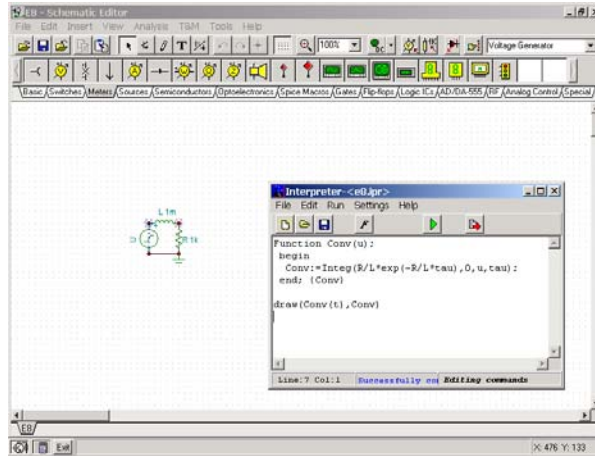 E8 - Schematic Editor
File Edit Insert View Analysis T&M Tools Help
100%
Voltage Generator
Basic Switches Meters Sources Semiconductors Optoelectronics Spice Macros Gates Flip-flops Logic ICs AD/DA-555 RF Analog Control Special
L 1m
R 1k
Interpreter-<e8.ipr>
File Edit Run Settings Help
Function Conv(u);
begin
Conv:=Integ(R/L*exp(-R/L*tau),0,u,tau);
end; {Conv}
draw(Conv(t),Conv)
Line:7 Col:1 Successfully co Editing commands
E8
Exit
X: 476 Y: 133